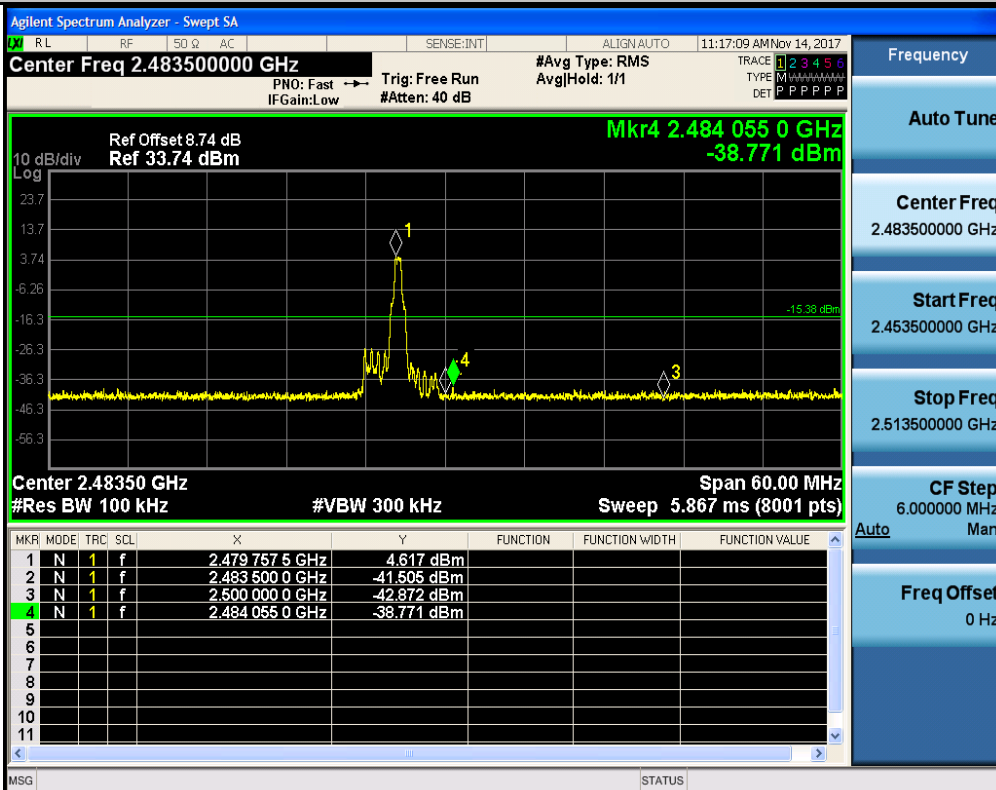 Agilent Spectrum Analyzer - Swept SA
LXI RL RF 50 Ω AC SENSE:INT ALIGN AUTO 11:17:09 AM Nov 14, 2017
Center Freq 2.483500000 GHz
PNO: Fast
IFGain:Low
Trig: Free Run
#Atten: 40 dB
#Avg Type: RMS
Avg|Hold: 1/1
TRACE 1 2 3 4 5 6
TYPE M
DET P P P P P P
Frequency
Auto Tune
Center Freq
2.483500000 GHz
Start Freq
2.453500000 GHz
Stop Freq
2.513500000 GHz
CF Step
6.000000 MHz
Auto Man
Freq Offset
0 Hz
Ref Offset 8.74 dB
10 dB/div Ref 33.74 dBm
Log
Mkr4 2.484 055 0 GHz
-38.771 dBm
23.7
13.7
3.74
-6.26
-16.3
-26.3
-36.3
-46.3
-56.3
1
-15.38 dBm
4
3
Center 2.48350 GHz Span 60.00 MHz
#Res BW 100 kHz #VBW 300 kHz Sweep 5.867 ms (8001 pts)
MKR MODE TRC SCL X Y FUNCTION FUNCTION WIDTH FUNCTION VALUE
1 N 1 f 2.479 757 5 GHz 4.617 dBm
2 N 1 f 2.483 500 0 GHz -41.505 dBm
3 N 1 f 2.500 000 0 GHz -42.872 dBm
4 N 1 f 2.484 055 0 GHz -38.771 dBm
5
6
7
8
9
10
11
MSG STATUS